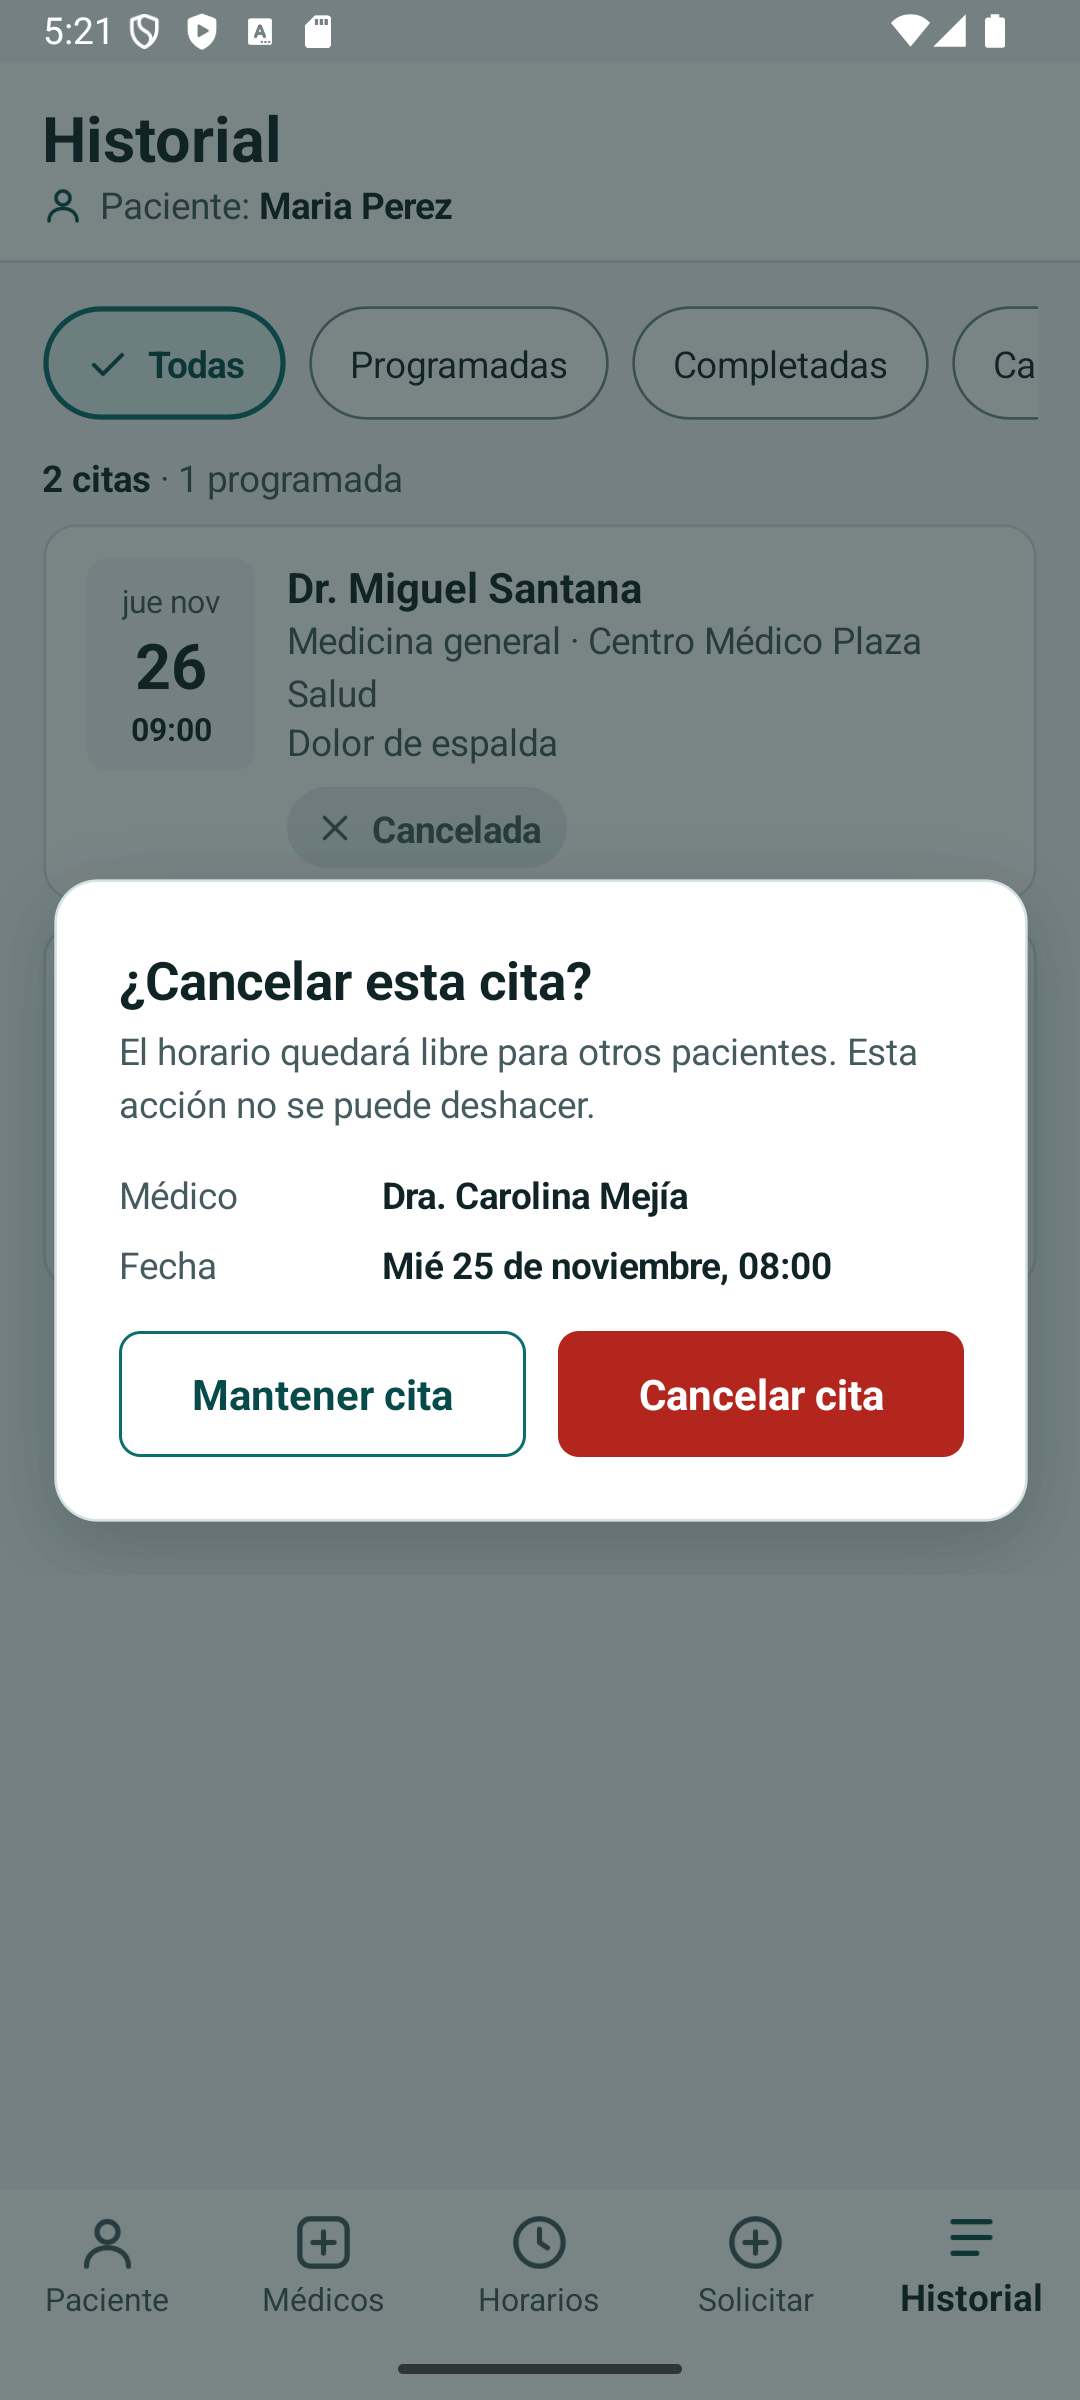 5:21
Historial
Paciente: Maria Perez
Todas
Programadas
Completadas
Ca
2 citas · 1 programada
jue nov
26
09:00
Dr. Miguel Santana
Medicina general · Centro Médico Plaza
Salud
Dolor de espalda
Cancelada
¿Cancelar esta cita?
El horario quedará libre para otros pacientes. Esta
acción no se puede deshacer.
Médico Dra. Carolina Mejía
Fecha Mié 25 de noviembre, 08:00
Mantener cita
Cancelar cita
Paciente
Médicos
Horarios
Solicitar
Historial